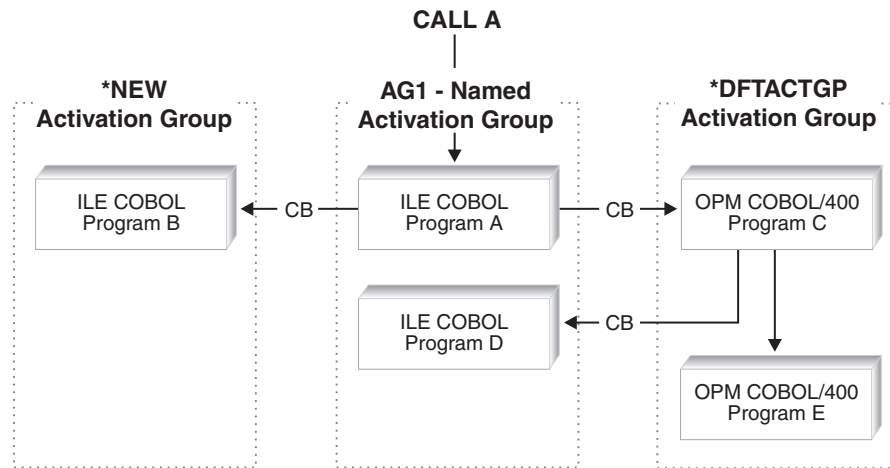 CALL A
*NEW
Activation Group
AG1 - Named
Activation Group
*DFTACTGP
Activation Group
ILE COBOL
Program B
CB
ILE COBOL
Program A
CB
OPM COBOL/400
Program C
ILE COBOL
Program D
CB
OPM COBOL/400
Program E